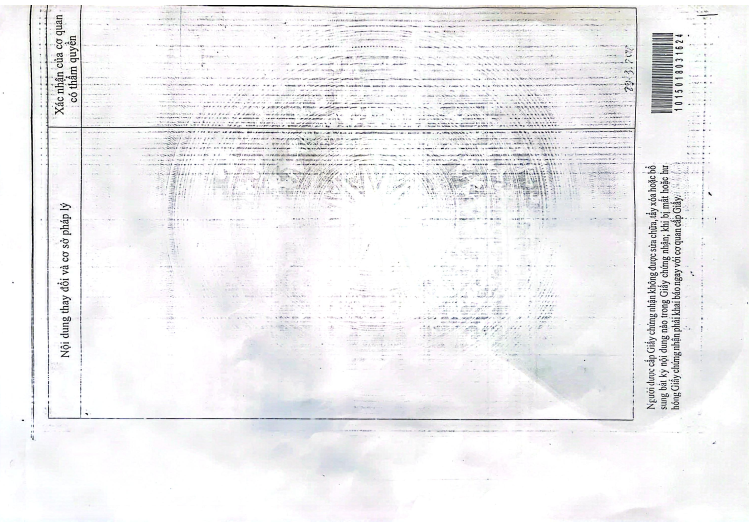 Nội dung thay đổi và cơ sở pháp lý
Xác nhận của cơ quan
có thẩm quyền
Người được cấp Giấy chứng nhận không được sửa chữa, tẩy xóa hoặc bổ
sung bất kỳ nội dung nào trong Giấy chứng nhận; khi bị mất hoặc hư
hỏng Giấy chứng nhận phải khai báo ngay với cơ quan cấp Giấy.
101501803 1624